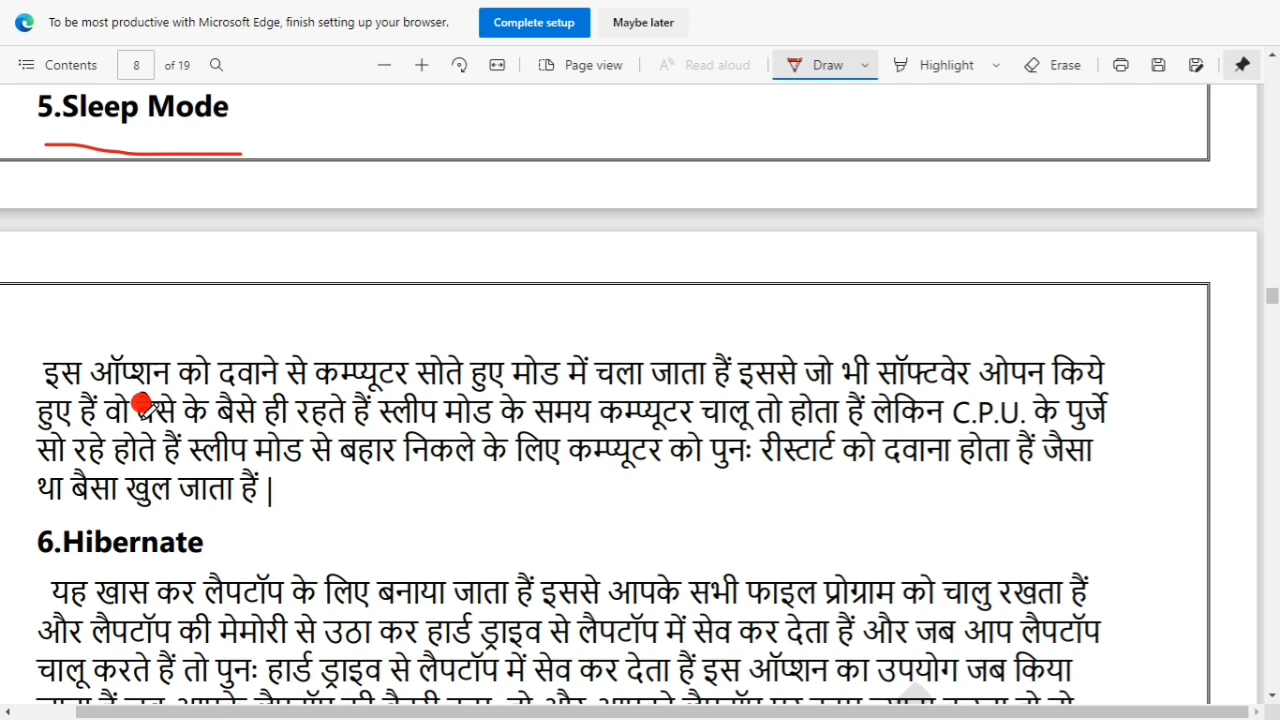 To be most productive with Microsoft Edge, finish setting up your browser. Complete setup Maybe later
Contents 8 of 19 Page view Read aloud Draw Highlight Erase
5.Sleep Mode
इस ऑप्शन को दवाने से कम्प्यूटर सोते हुए मोड में चला जाता हैं इससे जो भी सॉफ्टवेर ओपन किये
हुए हैं वो के बैसे ही रहते हैं स्लीप मोड के समय कम्प्यूटर चालू तो होता हैं लेकिन C.P.U. के पुर्जे
सो रहे होते हैं स्लीप मोड से बहार निकले के लिए कम्प्यूटर को पुनः रीस्टार्ट को दवाना होता हैं जैसा
था बैसा खुल जाता हैं |
6.Hibernate
यह खास कर लैपटॉप के लिए बनाया जाता हैं इससे आपके सभी फाइल प्रोग्राम को चालु रखता हैं
और लैपटॉप की मेमोरी से उठा कर हार्ड ड्राइव से लैपटॉप में सेव कर देता हैं और जब आप लैपटॉप
चालू करते हैं तो पुनः हार्ड ड्राइव से लैपटॉप में सेव कर देता हैं इस ऑप्शन का उपयोग जब किया